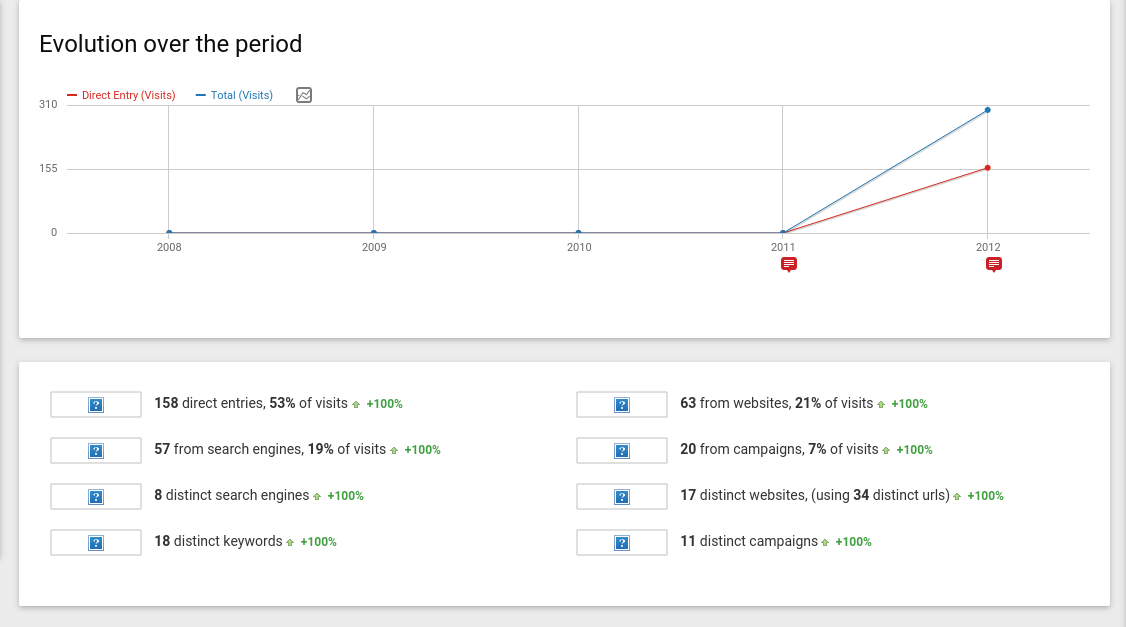 Evolution over the period
Direct Entry (Visits) Total (Visits)
310
155
0
2008 2009 2010 2011 2012
158 direct entries, 53% of visits +100%
63 from websites, 21% of visits +100%
57 from search engines, 19% of visits +100%
20 from campaigns, 7% of visits +100%
8 distinct search engines +100%
17 distinct websites, (using 34 distinct urls) +100%
18 distinct keywords +100%
11 distinct campaigns +100%